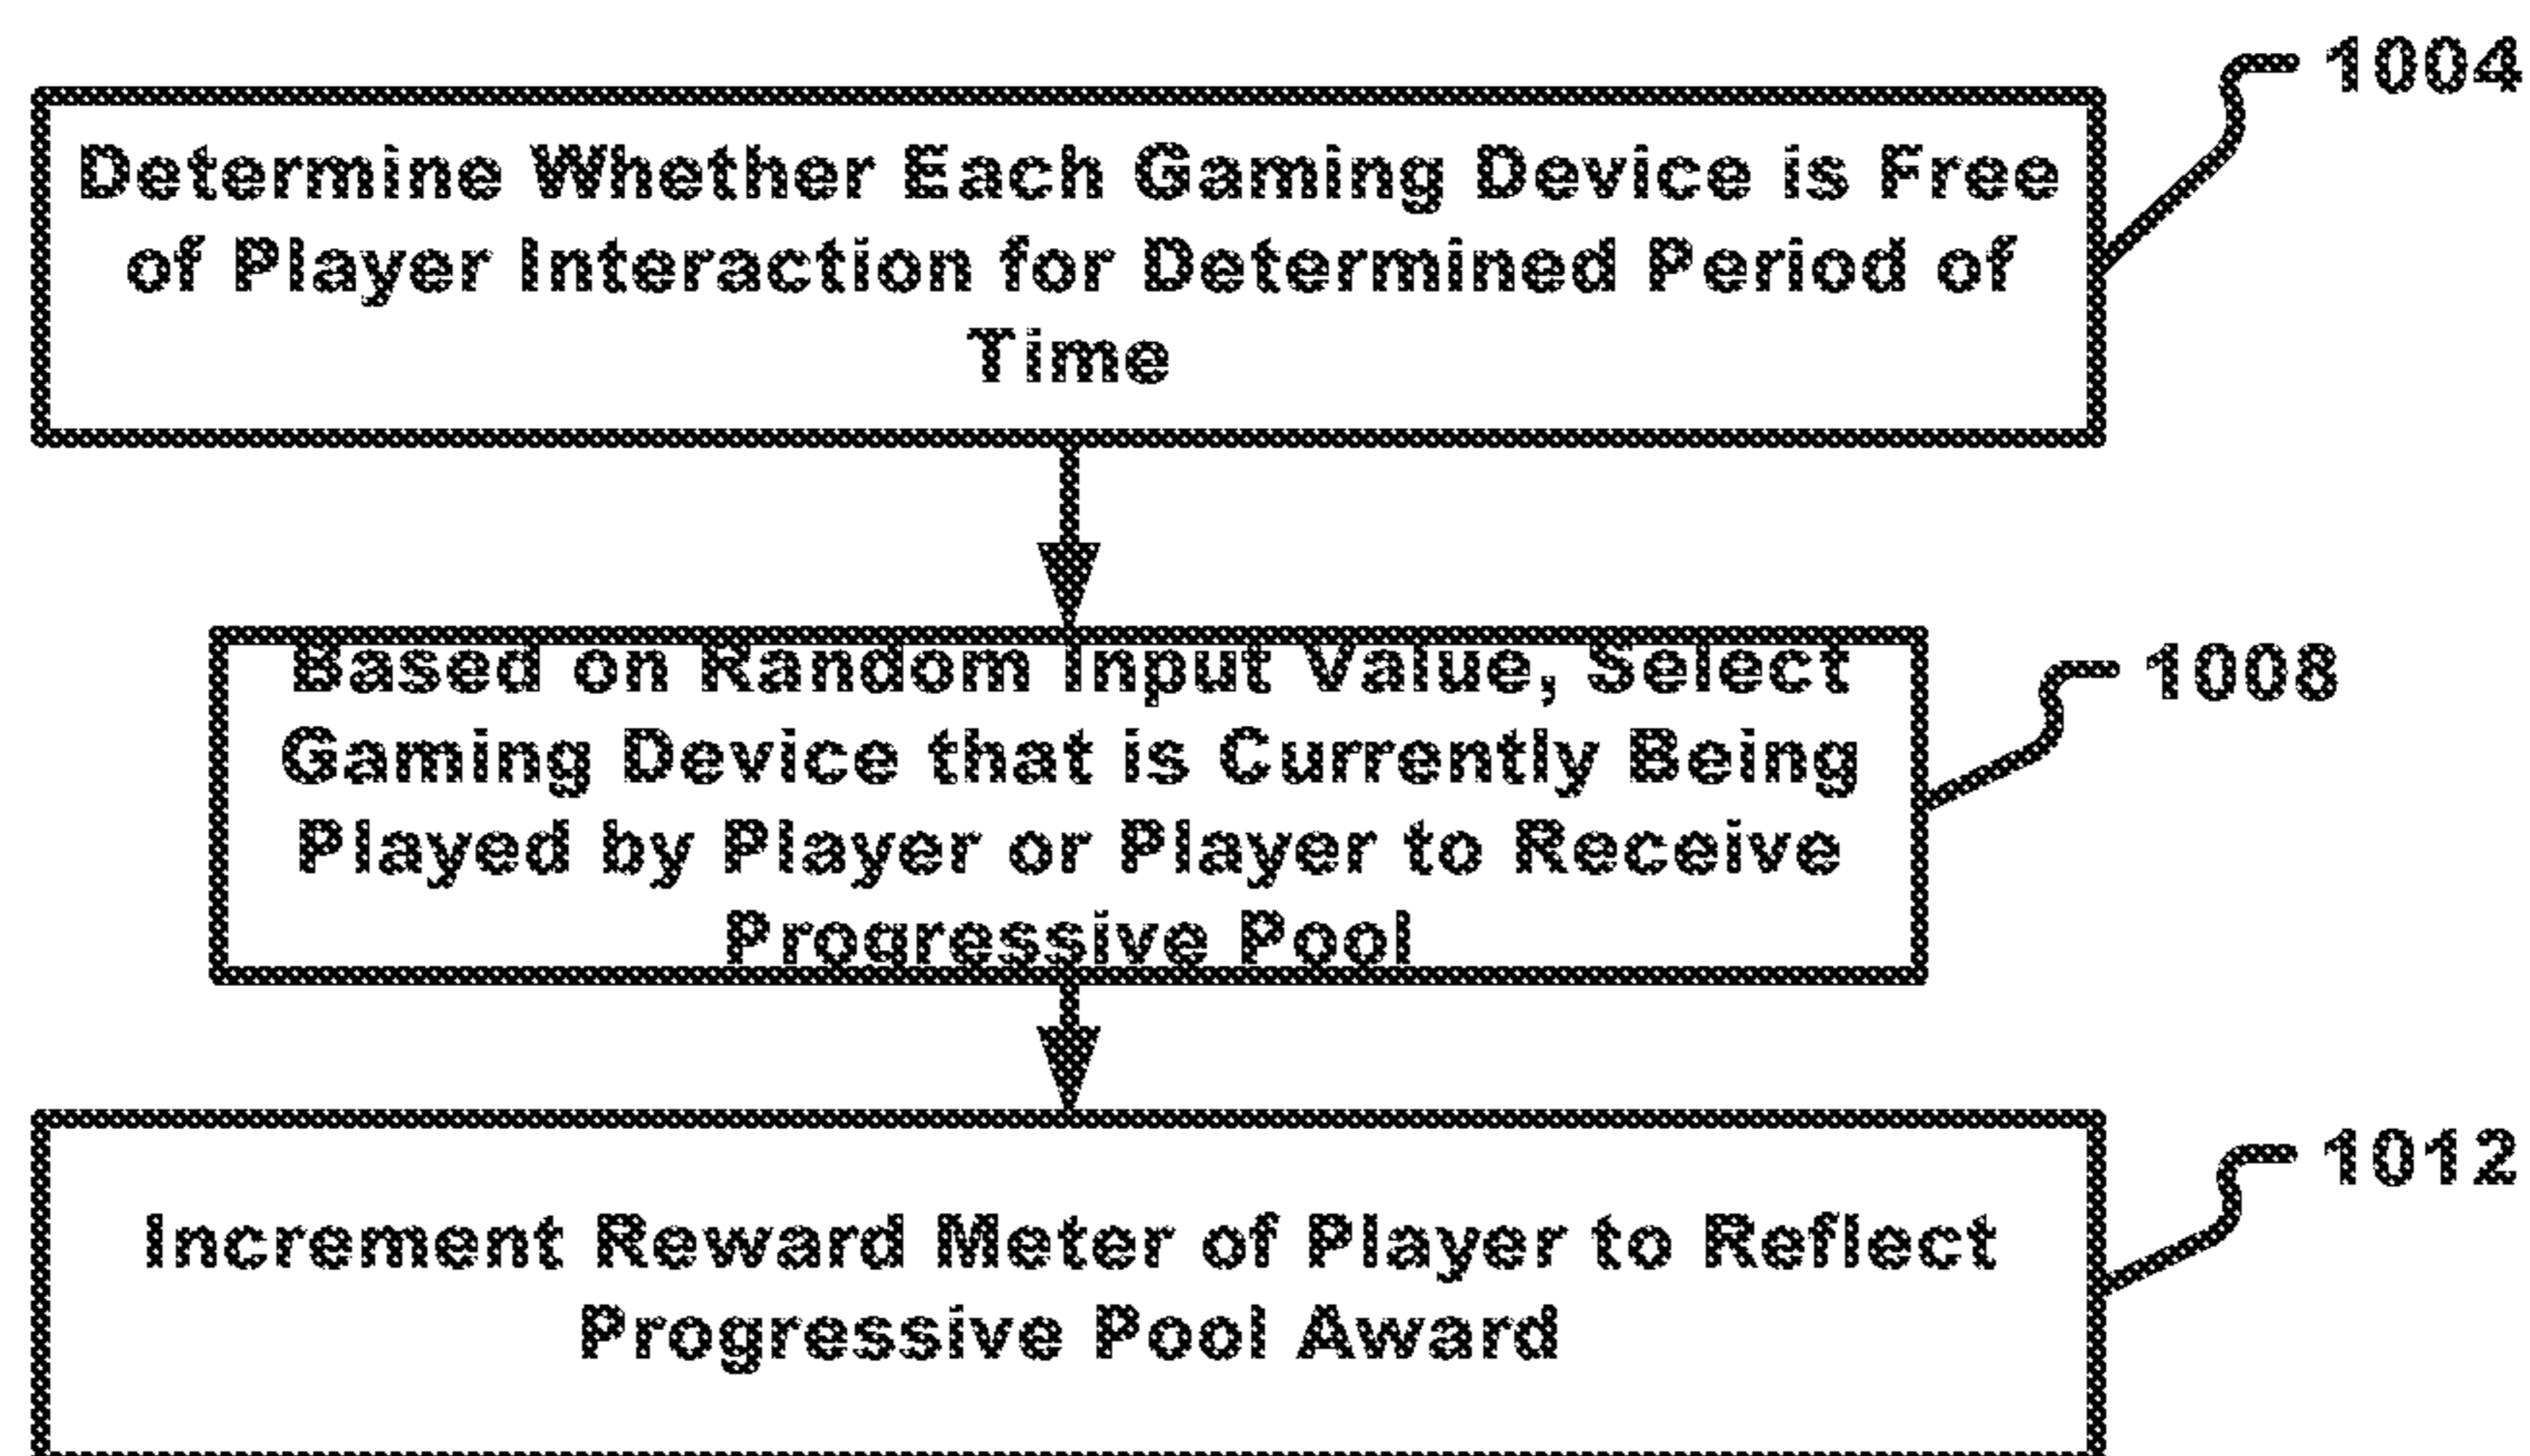 1004
Determine Whether Each Gaming Device is Free
of Player Interaction for Determined Period of
Time
Based on Random Input Value, Select
1008
Gaming Device that is Currently Being
Played by Player or Player to Receive
Progressive Pool
1012
Increment Reward Meter of Player to Reflect
Progressive Pool Award